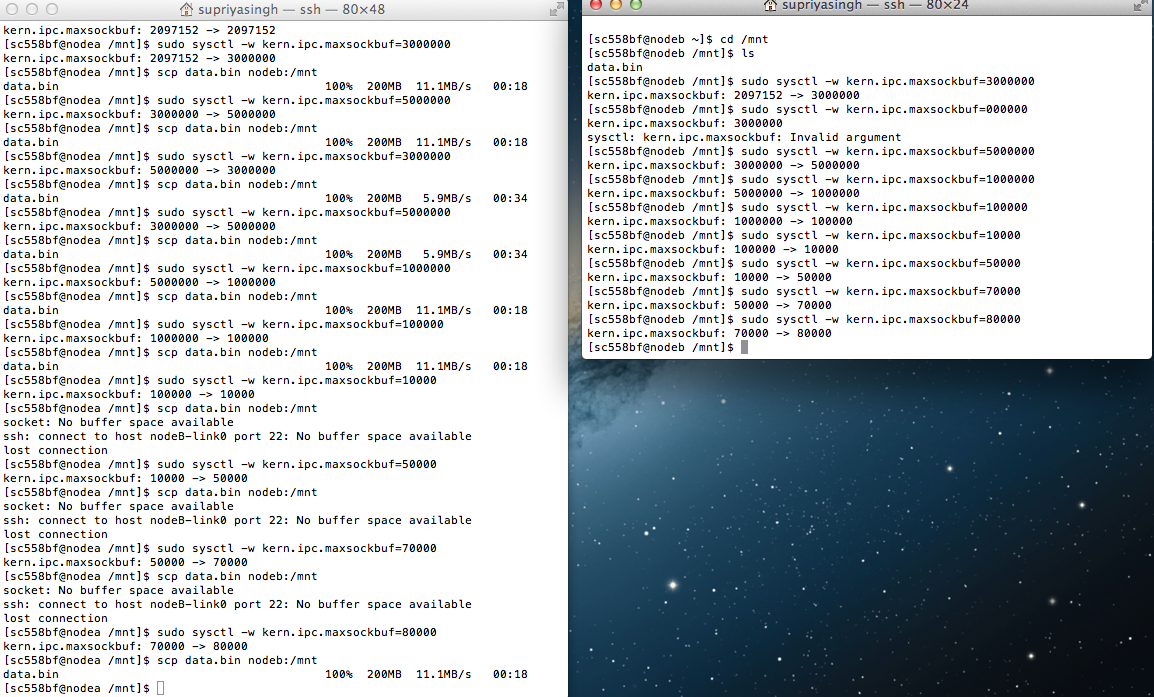 supriyasingh — ssh — 80×48
kern.ipc.maxsockbuf: 2097152 -> 2097152
[sc558bf@nodea /mnt]$ sudo sysctl -w kern.ipc.maxsockbuf=3000000
kern.ipc.maxsockbuf: 2097152 -> 3000000
[sc558bf@nodea /mnt]$ scp data.bin nodeb:/mnt
data.bin 100% 200MB 11.1MB/s 00:18
[sc558bf@nodea /mnt]$ sudo sysctl -w kern.ipc.maxsockbuf=5000000
kern.ipc.maxsockbuf: 3000000 -> 5000000
[sc558bf@nodea /mnt]$ scp data.bin nodeb:/mnt
data.bin 100% 200MB 11.1MB/s 00:18
[sc558bf@nodea /mnt]$ sudo sysctl -w kern.ipc.maxsockbuf=3000000
kern.ipc.maxsockbuf: 5000000 -> 3000000
[sc558bf@nodea /mnt]$ scp data.bin nodeb:/mnt
data.bin 100% 200MB 5.9MB/s 00:34
[sc558bf@nodea /mnt]$ sudo sysctl -w kern.ipc.maxsockbuf=5000000
kern.ipc.maxsockbuf: 3000000 -> 5000000
[sc558bf@nodea /mnt]$ scp data.bin nodeb:/mnt
data.bin 100% 200MB 5.9MB/s 00:34
[sc558bf@nodea /mnt]$ sudo sysctl -w kern.ipc.maxsockbuf=1000000
kern.ipc.maxsockbuf: 5000000 -> 1000000
[sc558bf@nodea /mnt]$ scp data.bin nodeb:/mnt
data.bin 100% 200MB 11.1MB/s 00:18
[sc558bf@nodea /mnt]$ sudo sysctl -w kern.ipc.maxsockbuf=100000
kern.ipc.maxsockbuf: 1000000 -> 100000
[sc558bf@nodea /mnt]$ scp data.bin nodeb:/mnt
data.bin 100% 200MB 11.1MB/s 00:18
[sc558bf@nodea /mnt]$ sudo sysctl -w kern.ipc.maxsockbuf=10000
kern.ipc.maxsockbuf: 100000 -> 10000
[sc558bf@nodea /mnt]$ scp data.bin nodeb:/mnt
socket: No buffer space available
ssh: connect to host nodeB-link0 port 22: No buffer space available
lost connection
[sc558bf@nodea /mnt]$ sudo sysctl -w kern.ipc.maxsockbuf=50000
kern.ipc.maxsockbuf: 10000 -> 50000
[sc558bf@nodea /mnt]$ scp data.bin nodeb:/mnt
socket: No buffer space available
ssh: connect to host nodeB-link0 port 22: No buffer space available
lost connection
[sc558bf@nodea /mnt]$ sudo sysctl -w kern.ipc.maxsockbuf=70000
kern.ipc.maxsockbuf: 50000 -> 70000
[sc558bf@nodea /mnt]$ scp data.bin nodeb:/mnt
socket: No buffer space available
ssh: connect to host nodeB-link0 port 22: No buffer space available
lost connection
[sc558bf@nodea /mnt]$ sudo sysctl -w kern.ipc.maxsockbuf=80000
kern.ipc.maxsockbuf: 70000 -> 80000
[sc558bf@nodea /mnt]$ scp data.bin nodeb:/mnt
data.bin 100% 200MB 11.1MB/s 00:18
[sc558bf@nodea /mnt]$
supriyasingh — ssh — 80×24
[sc558bf@nodeb ~]$ cd /mnt
[sc558bf@nodeb /mnt]$ ls
data.bin
[sc558bf@nodeb /mnt]$ sudo sysctl -w kern.ipc.maxsockbuf=3000000
kern.ipc.maxsockbuf: 2097152 -> 3000000
[sc558bf@nodeb /mnt]$ sudo sysctl -w kern.ipc.maxsockbuf=000000
kern.ipc.maxsockbuf: 3000000
sysctl: kern.ipc.maxsockbuf: Invalid argument
[sc558bf@nodeb /mnt]$ sudo sysctl -w kern.ipc.maxsockbuf=5000000
kern.ipc.maxsockbuf: 3000000 -> 5000000
[sc558bf@nodeb /mnt]$ sudo sysctl -w kern.ipc.maxsockbuf=1000000
kern.ipc.maxsockbuf: 5000000 -> 1000000
[sc558bf@nodeb /mnt]$ sudo sysctl -w kern.ipc.maxsockbuf=100000
kern.ipc.maxsockbuf: 1000000 -> 100000
[sc558bf@nodeb /mnt]$ sudo sysctl -w kern.ipc.maxsockbuf=10000
kern.ipc.maxsockbuf: 100000 -> 10000
[sc558bf@nodeb /mnt]$ sudo sysctl -w kern.ipc.maxsockbuf=50000
kern.ipc.maxsockbuf: 10000 -> 50000
[sc558bf@nodeb /mnt]$ sudo sysctl -w kern.ipc.maxsockbuf=70000
kern.ipc.maxsockbuf: 50000 -> 70000
[sc558bf@nodeb /mnt]$ sudo sysctl -w kern.ipc.maxsockbuf=80000
kern.ipc.maxsockbuf: 70000 -> 80000
[sc558bf@nodeb /mnt]$